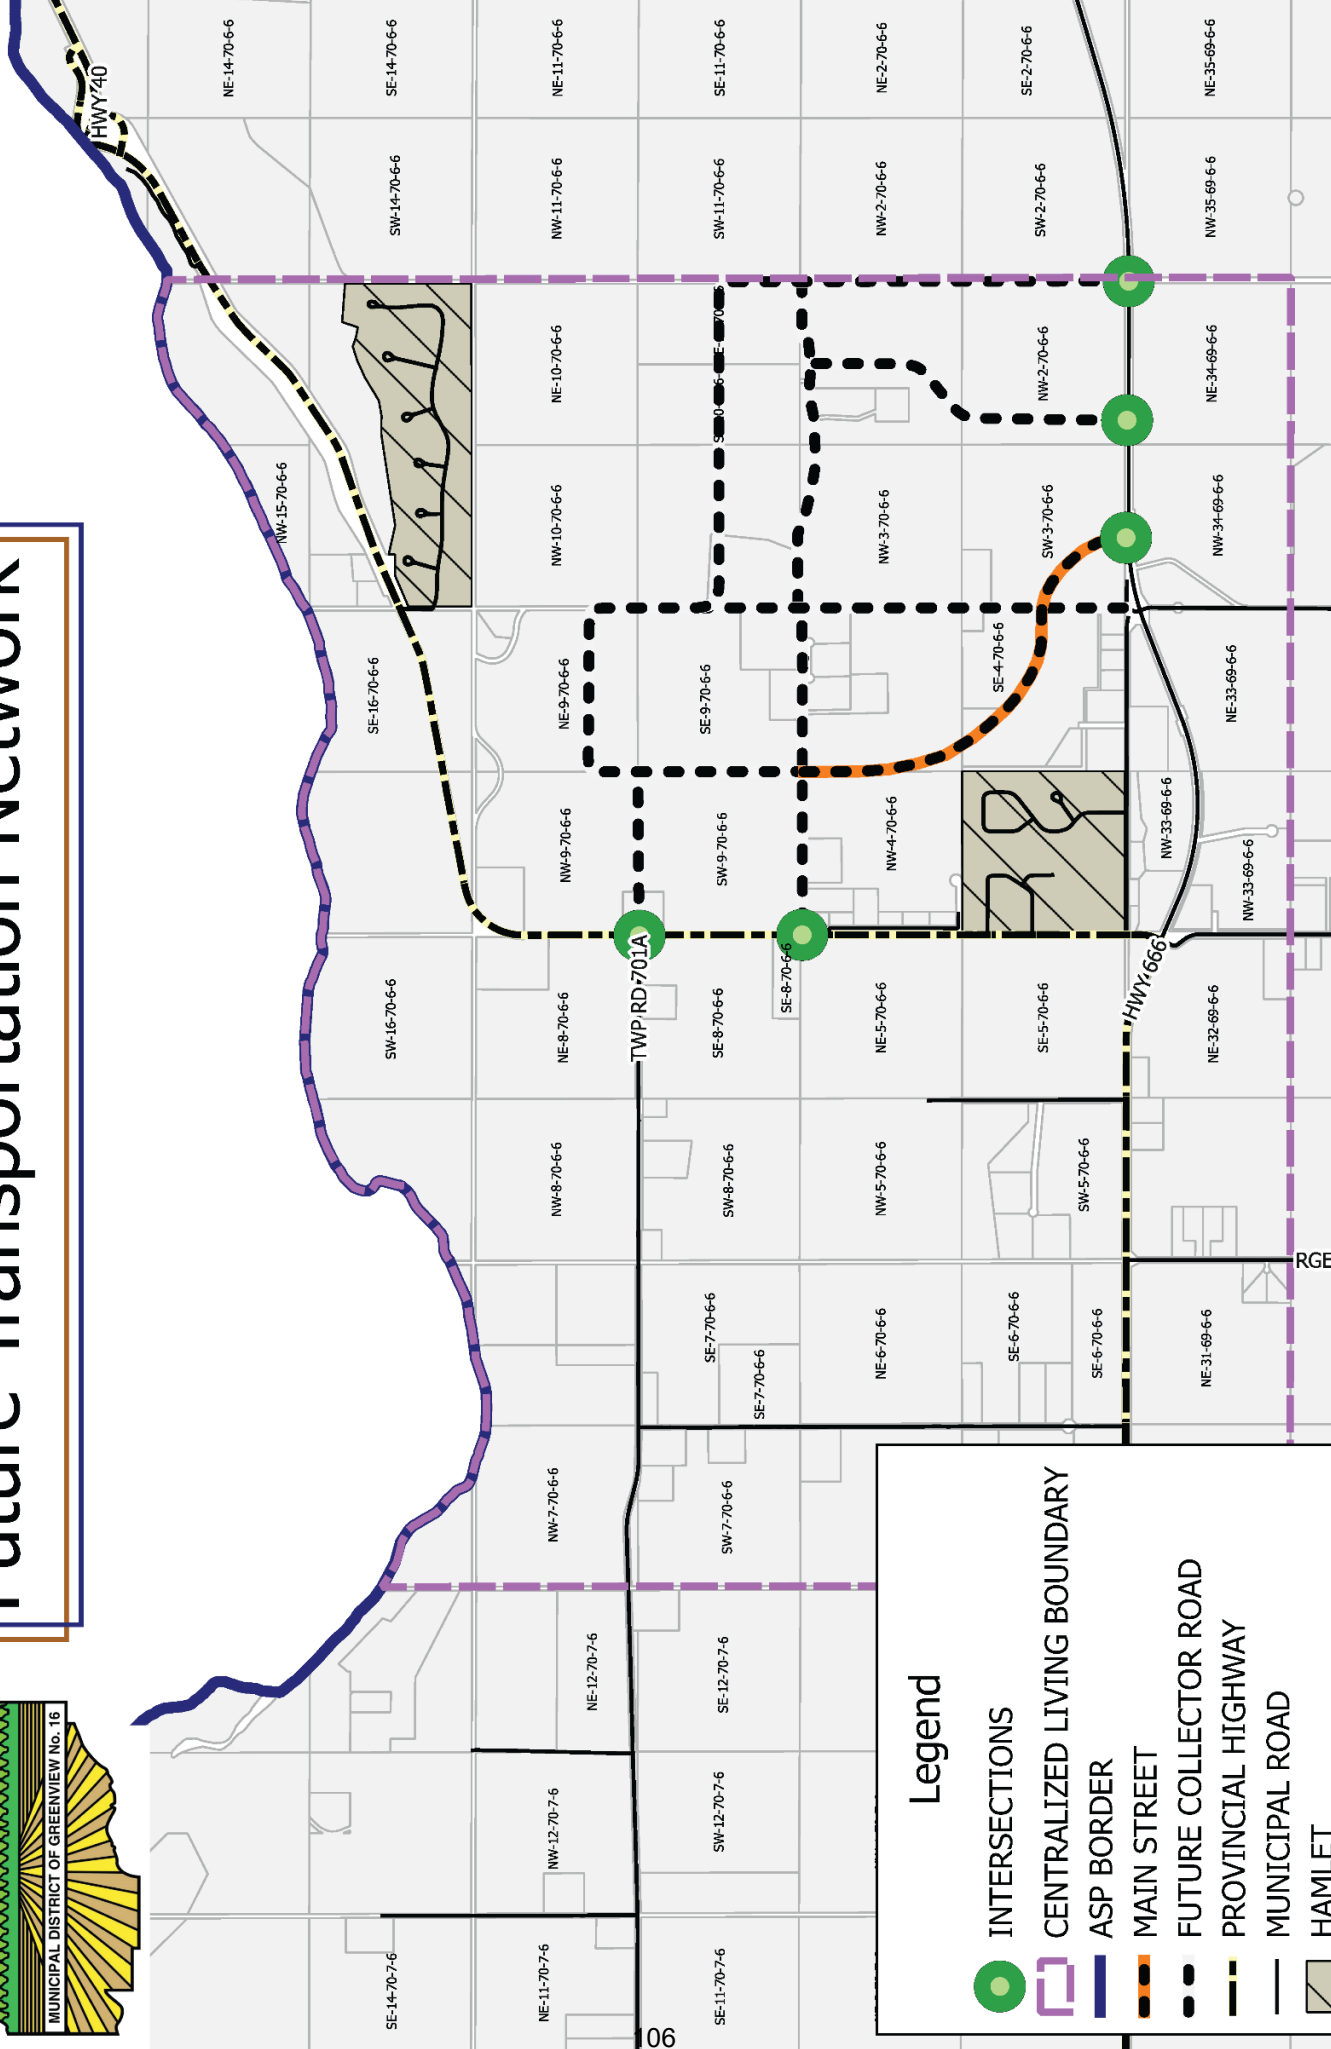 Future Transportation Network
MUNICIPAL DISTRICT OF GREENVIEW No. 16
HWY 40
NE-14-70-6-6
SE-14-70-6-6
NE-11-70-6-6
SE-11-70-6-6
NE-2-70-6-6
SE-2-70-6-6
NE-35-69-6-6
SW-14-70-6-6
NW-11-70-6-6
SW-11-70-6-6
NW-2-70-6-6
SW-2-70-6-6
NW-35-69-6-6
NE-10-70-6-6
NW-2-70-6-6
NE-34-69-6-6
NW-15-70-6-6
NW-10-70-6-6
NW-3-70-6-6
SW-3-70-6-6
NW-34-69-6-6
SE-16-70-6-6
NE-9-70-6-6
SE-9-70-6-6
SE-4-70-6-6
NE-33-69-6-6
NW-9-70-6-6
SW-9-70-6-6
NW-4-70-6-6
NW-33-69-6-6
NW-33-69-6-6
TWP RD 701A
HWY 666
SW-16-70-6-6
NE-8-70-6-6
SE-8-70-6-6
SE-8-70-6-6
NE-5-70-6-6
SE-5-70-6-6
NE-32-69-6-6
NW-8-70-6-6
SW-8-70-6-6
NW-5-70-6-6
SW-5-70-6-6
RGE
SE-7-70-6-6
SE-7-70-6-6
NE-6-70-6-6
SE-6-70-6-6
SE-6-70-6-6
NE-31-69-6-6
NW-7-70-6-6
SW-7-70-6-6
NE-12-70-7-6
SE-12-70-7-6
NW-12-70-7-6
SW-12-70-7-6
SE-14-70-7-6
NE-11-70-7-6
SE-11-70-7-6
Legend
INTERSECTIONS
CENTRALIZED LIVING BOUNDARY
ASP BORDER
MAIN STREET
FUTURE COLLECTOR ROAD
PROVINCIAL HIGHWAY
MUNICIPAL ROAD
HAMLET
106